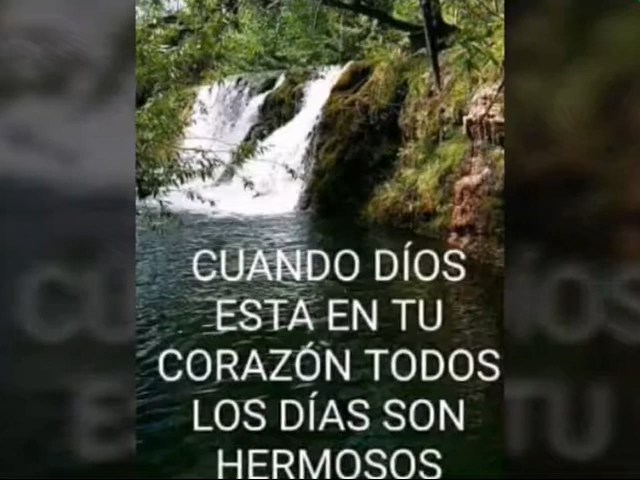 CUANDO DÍOS
ESTA EN TU
CORAZÓN TODOS
LOS DÍAS SON
HERMOSOS